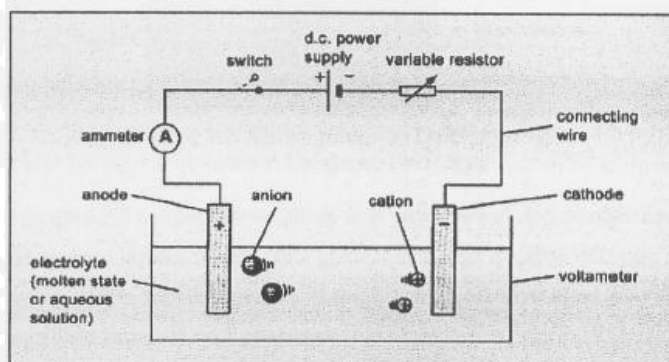 d.c. power
supply
switch
+ −
variable resistor
ammeter
A
connecting
wire
anode
anion
cation
cathode
+
−
electrolyte
(molten state
or aqueous
solution)
voltameter